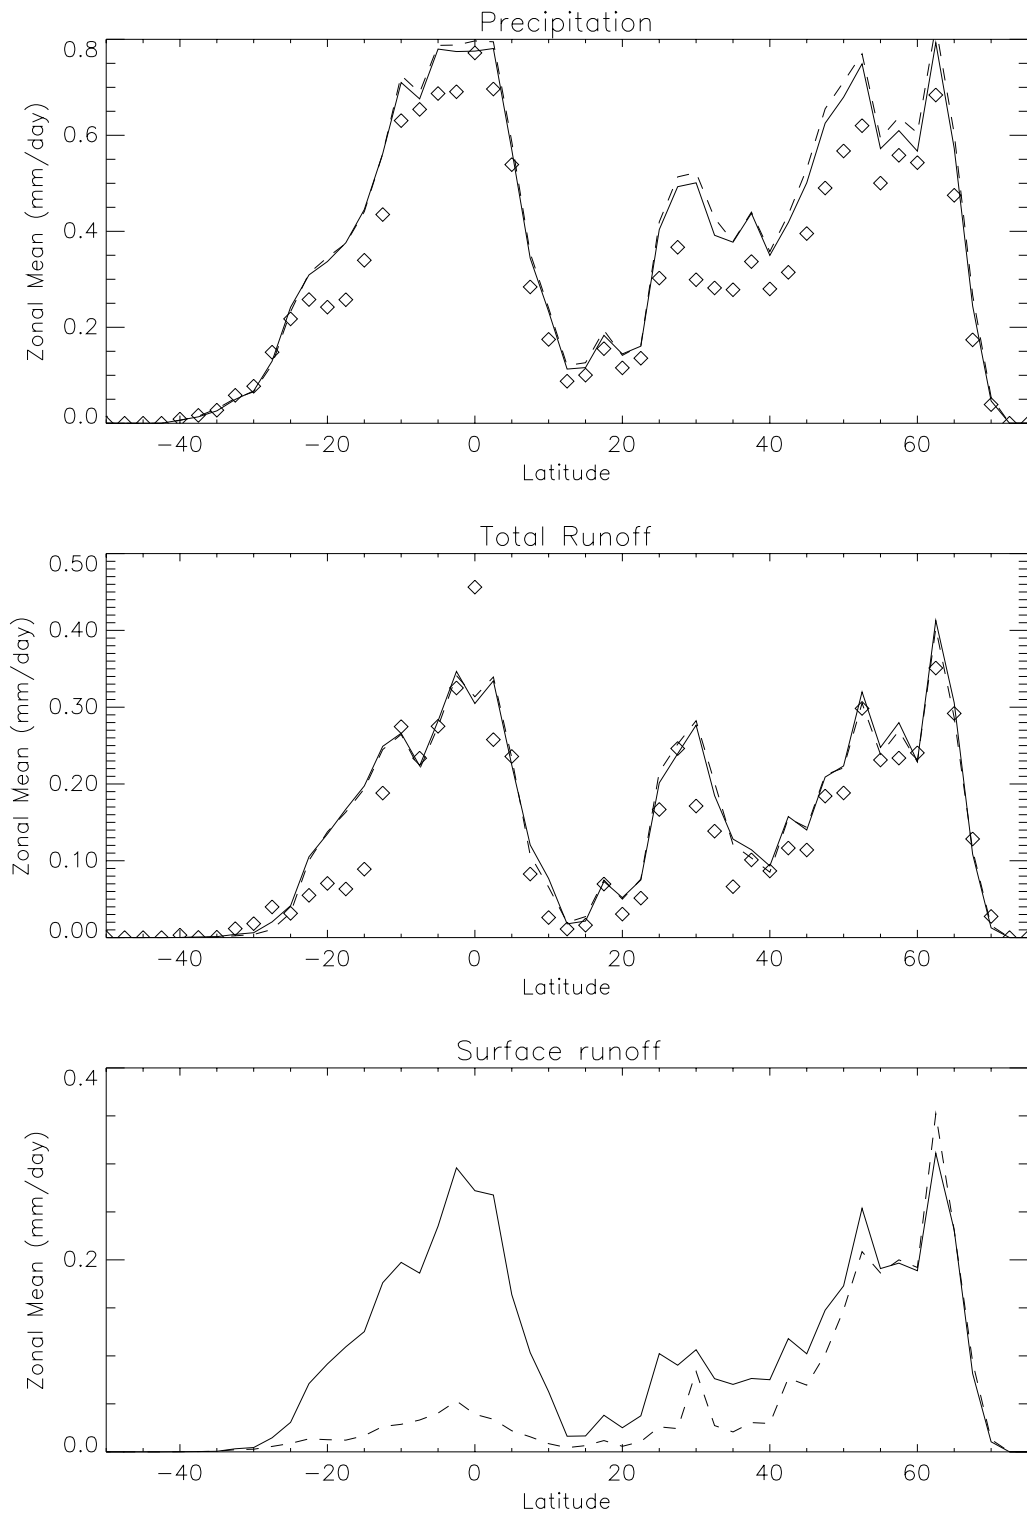 Precipitation
0.8
0.6
0.4
0.2
0.0
Zonal Mean (mm/day)
−40 −20 0 20 40 60
Latitude
Total Runoff
0.50
0.40
0.30
0.20
0.10
0.00
Zonal Mean (mm/day)
−40 −20 0 20 40 60
Latitude
Surface runoff
0.4
0.2
0.0
Zonal Mean (mm/day)
−40 −20 0 20 40 60
Latitude